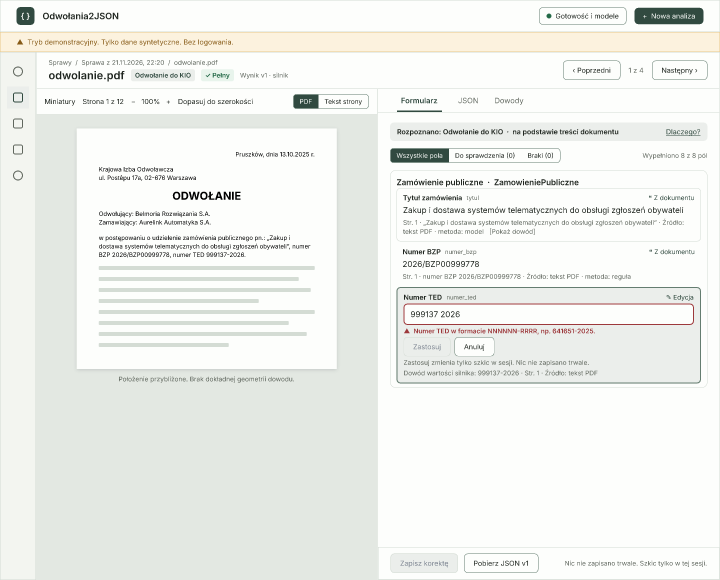 { } Odwołania2JSON
Gotowość i modele
+ Nowa analiza
▲ Tryb demonstracyjny. Tylko dane syntetyczne. Bez logowania.
Sprawy / Sprawa z 21.11.2026, 22:20 / odwolanie.pdf
odwolanie.pdf Odwołanie do KIO ✓ Pełny Wynik v1 · silnik
‹ Poprzedni 1 z 4 Następny ›
Miniatury Strona 1 z 12 − 100% + Dopasuj do szerokości PDF Tekst strony
Pruszków, dnia 13.10.2025 r.
Krajowa Izba Odwoławcza
ul. Postępu 17a, 02-676 Warszawa
ODWOŁANIE
Odwołujący: Belmoria Rozwiązania S.A.
Zamawiający: Aurelink Automatyka S.A.
w postępowaniu o udzielenie zamówienia publicznego pn.: „Zakup i
dostawa systemów telematycznych do obsługi zgłoszeń obywateli", numer
BZP 2026/BZP00999778, numer TED 999137-2026.
Położenie przybliżone. Brak dokładnej geometrii dowodu.
Formularz JSON Dowody
Rozpoznano: Odwołanie do KIO · na podstawie treści dokumentu Dlaczego?
Wszystkie pola Do sprawdzenia (0) Braki (0) Wypełniono 8 z 8 pól
Zamówienie publiczne · ZamowieniePubliczne
Tytuł zamówienia tytul ❝ Z dokumentu
Zakup i dostawa systemów telematycznych do obsługi zgłoszeń obywateli
Str. 1 · „Zakup i dostawa systemów telematycznych do obsługi zgłoszeń obywateli" · Źródło:
tekst PDF · metoda: model [Pokaż dowód]
Numer BZP numer_bzp ❝ Z dokumentu
2026/BZP00999778
Str. 1 · numer BZP 2026/BZP00999778 · Źródło: tekst PDF · metoda: reguła
Numer TED numer_ted ✎ Edycja
999137 2026
▲ Numer TED w formacie NNNNNN-RRRR, np. 641651-2025.
Zastosuj Anuluj
Zastosuj zmienia tylko szkic w sesji. Nic nie zapisano trwale.
Dowód wartości silnika: 999137-2026 · Str. 1 · Źródło: tekst PDF
Zapisz korektę Pobierz JSON v1 Nic nie zapisano trwale. Szkic tylko w tej sesji.